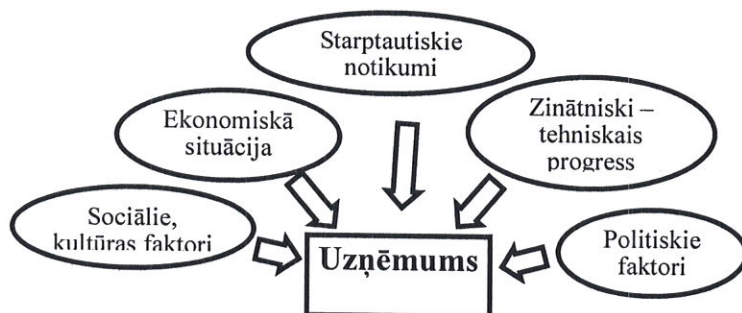 Starptautiskie
notikumi
Ekonomiskā
situācija
Zinātniski –
tehniskais
progress
Sociālie,
kultūras faktori
Uzņēmums
Politiskie
faktori